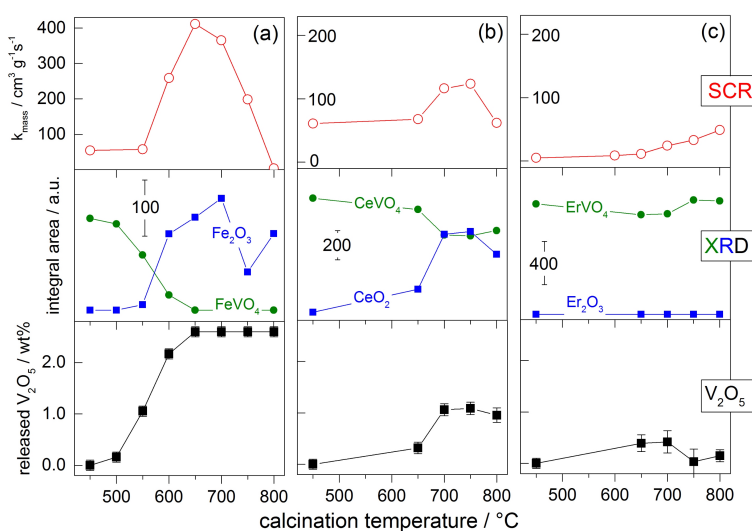 (a)
(b)
(c)
400
300
200
100
200
100
0
200
100
SCR
k_mass / cm³ g⁻¹s⁻¹
100
Fe₂O₃
FeVO₄
CeVO₄
200
CeO₂
ErVO₄
400
Er₂O₃
XRD
integral area / a.u.
2.0
1.0
0.0
V₂O₅
released V₂O₅ / wt%
500 600 700 800
500 600 700 800
500 600 700 800
calcination temperature / °C